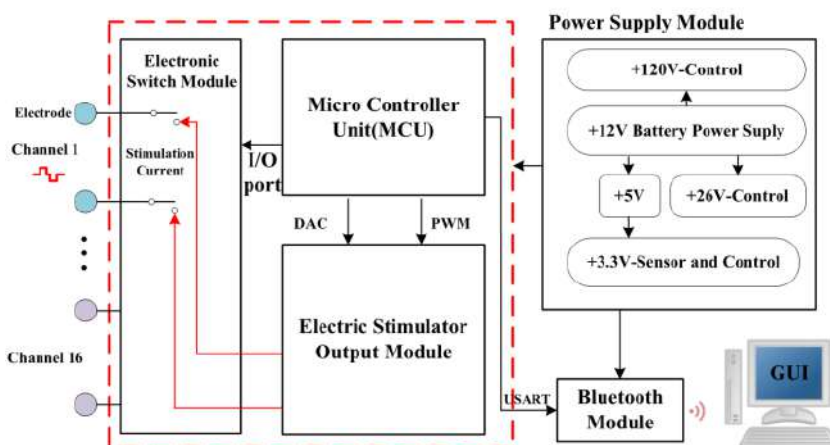 Power Supply Module
Electronic
Switch Module
Electrode
Channel 1
Stimulation
Current
Channel 16
Micro Controller
Unit(MCU)
I/O
port
DAC
PWM
Electric Stimulator
Output Module
+120V-Control
+12V Battery Power Suply
+5V
+26V-Control
+3.3V-Sensor and Control
USART
Bluetooth
Module
GUI